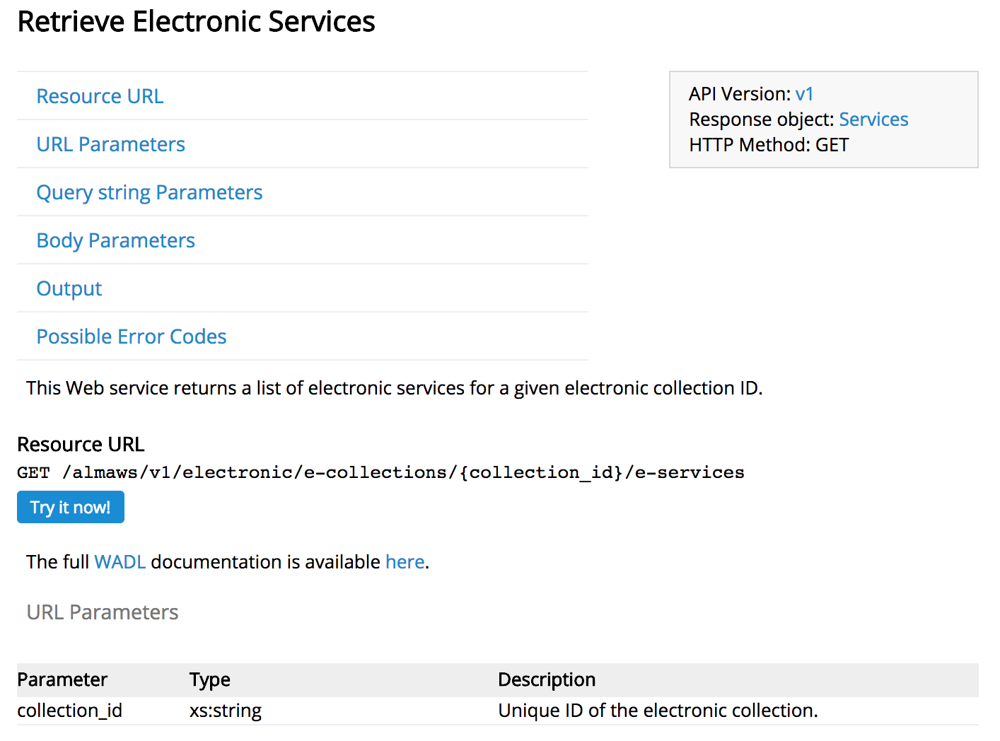 Retrieve Electronic Services
Resource URL
URL Parameters
Query string Parameters
Body Parameters
Output
Possible Error Codes
API Version: v1
Response object: Services
HTTP Method: GET
This Web service returns a list of electronic services for a given electronic collection ID.
Resource URL
GET /almaws/v1/electronic/e-collections/{collection_id}/e-services
Try it now!
The full WADL documentation is available here.
URL Parameters
Parameter Type Description
collection_id xs:string Unique ID of the electronic collection.